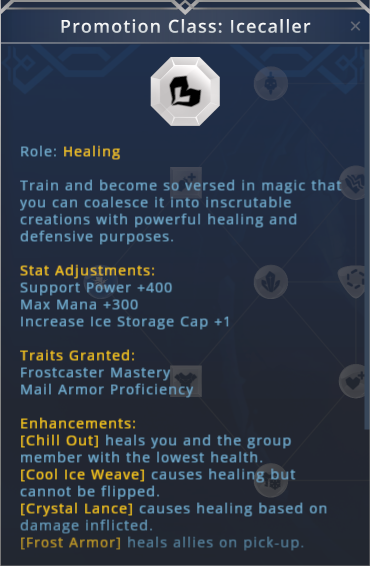 Promotion Class: Icecaller
Role: Healing
Train and become so versed in magic that
you can coalesce it into inscrutable
creations with powerful healing and
defensive purposes.
Stat Adjustments:
Support Power +400
Max Mana +300
Increase Ice Storage Cap +1
Traits Granted:
Frostcaster Mastery
Mail Armor Proficiency
Enhancements:
[Chill Out] heals you and the group
member with the lowest health.
[Cool Ice Weave] causes healing but
cannot be flipped.
[Crystal Lance] causes healing based on
damage inflicted.
[Frost Armor] heals allies on pick-up.